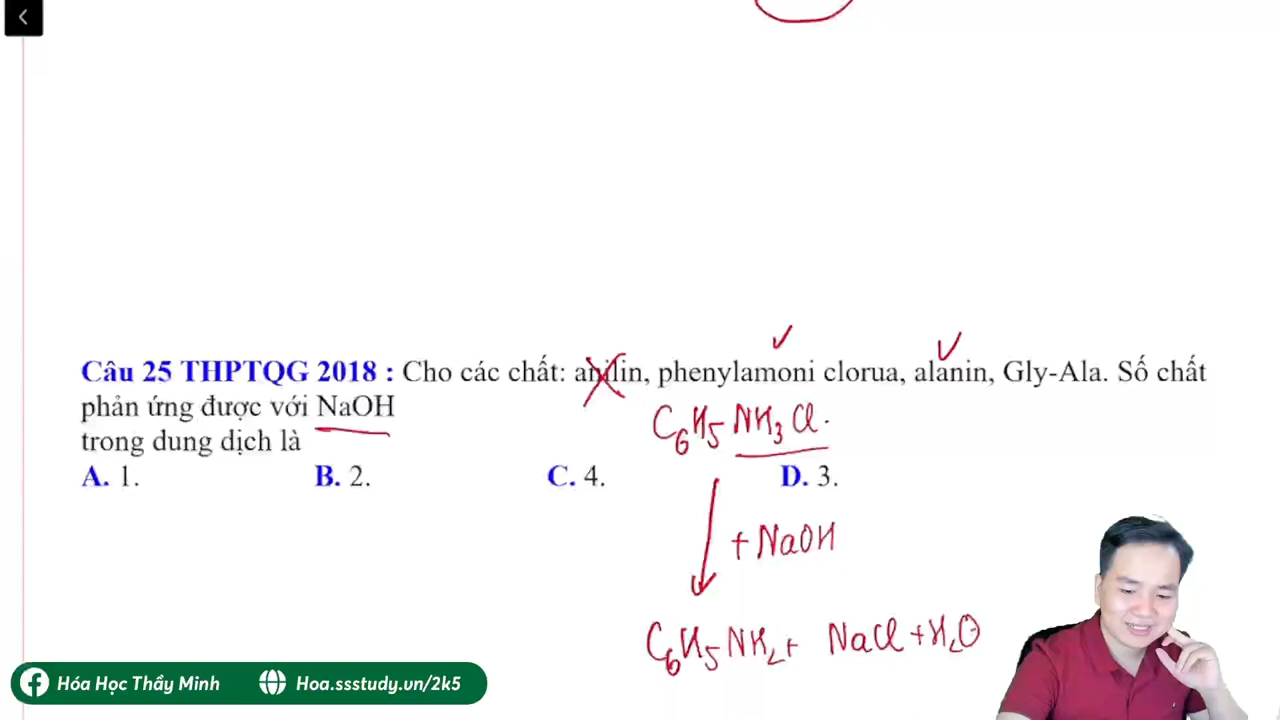 Câu 25 THPTQG 2018 : Cho các chất: anilin, phenylamoni clorua, alanin, Gly-Ala. Số chất
phản ứng được với NaOH
trong dung dịch là
C6H5NH3Cl.
A. 1. B. 2. C. 4. D. 3.
+ NaOH
C6H5NH2 + NaCl + H2O
Hóa Học Thầy Minh Hoa.ssstudy.vn/2k5